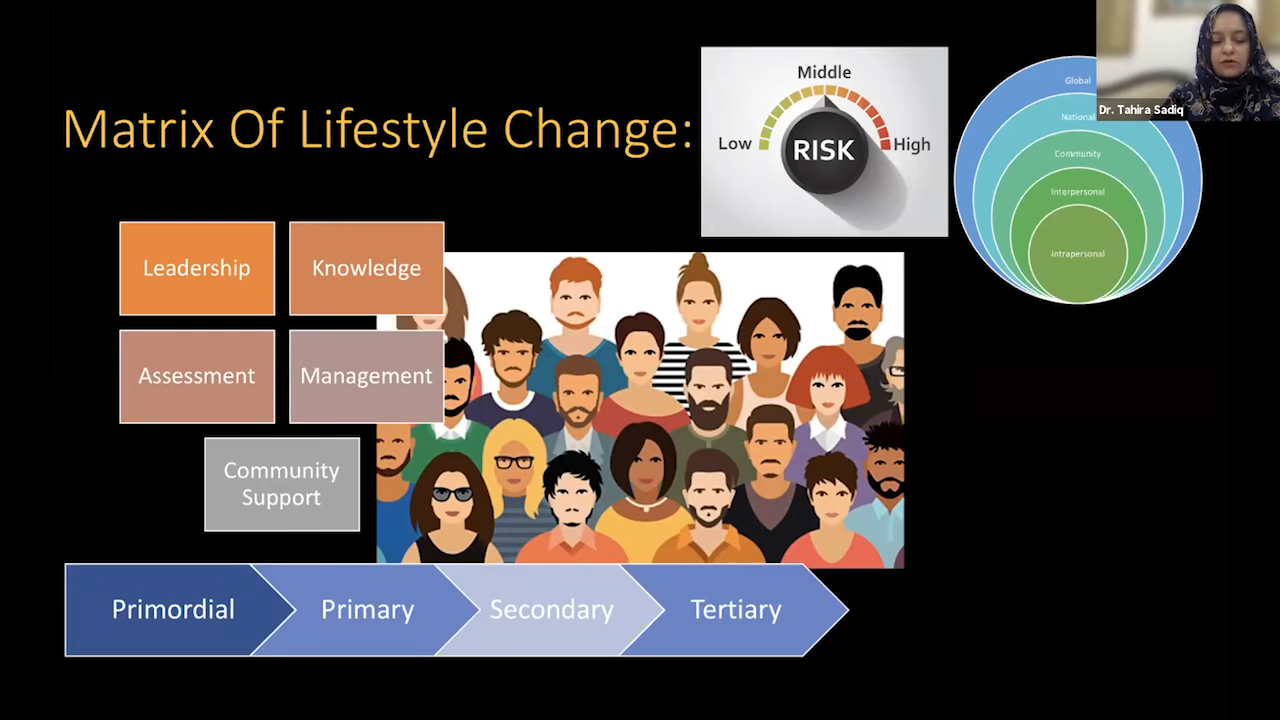 Matrix Of Lifestyle Change:
Middle
Low
High
RISK
Global
National
Community
Interpersonal
Intrapersonal
Dr. Tahira Sadiq
Leadership
Knowledge
Assessment
Management
Community
Support
Primordial
Primary
Secondary
Tertiary